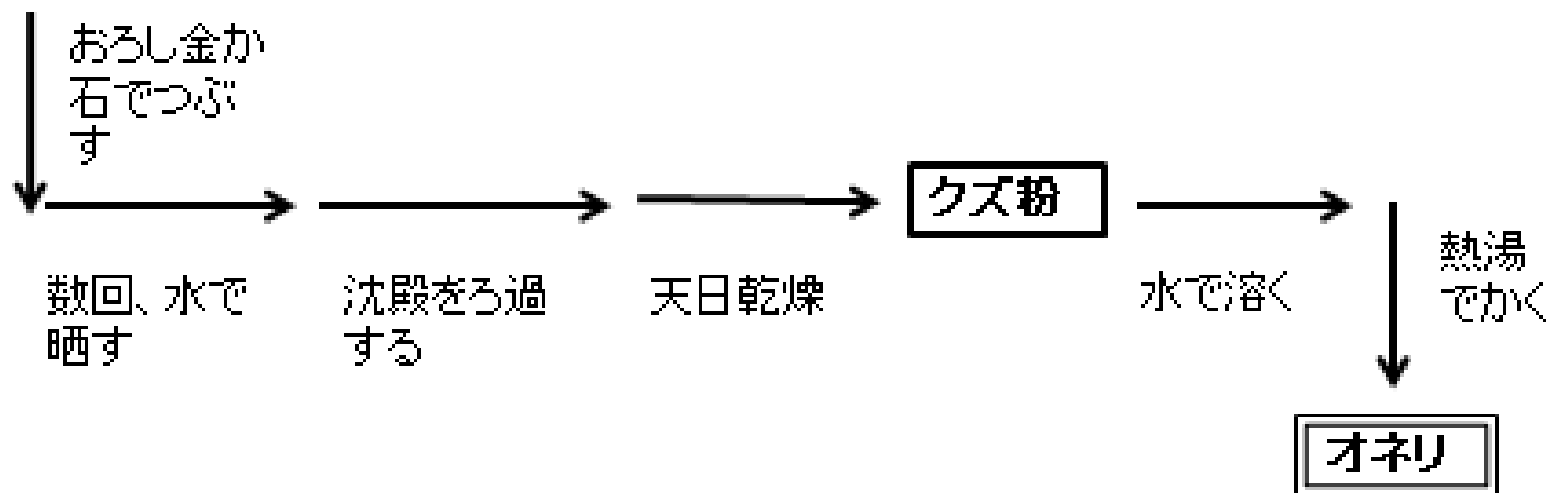 おろし金か
石でつぶ
す
数回、水で
晒す
沈殿をろ過
する
天日乾燥
クズ粉
水で溶く
熱湯
でかく
オネリ